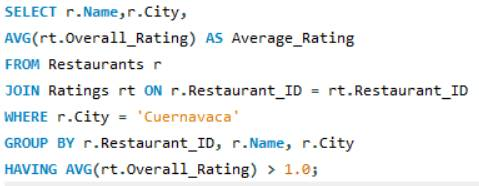 SELECT r.Name,r.City,
AVG(rt.Overall_Rating) AS Average_Rating
FROM Restaurants r
JOIN Ratings rt ON r.Restaurant_ID = rt.Restaurant_ID
WHERE r.City = 'Cuernavaca'
GROUP BY r.Restaurant_ID, r.Name, r.City
HAVING AVG(rt.Overall_Rating) > 1.0;